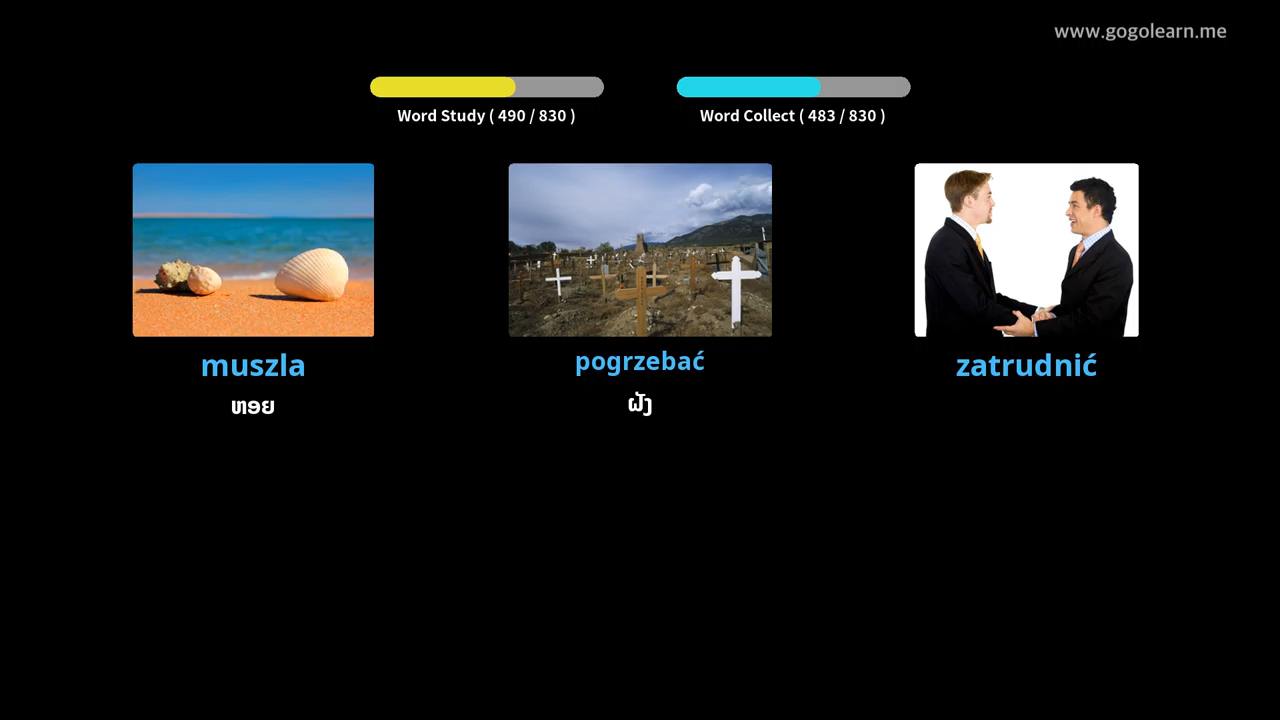 www.gogolearn.me
Word Study ( 490 / 830 )
Word Collect ( 483 / 830 )
muszla
pogrzebać
zatrudnić
ຫອຍ
ຝັງ